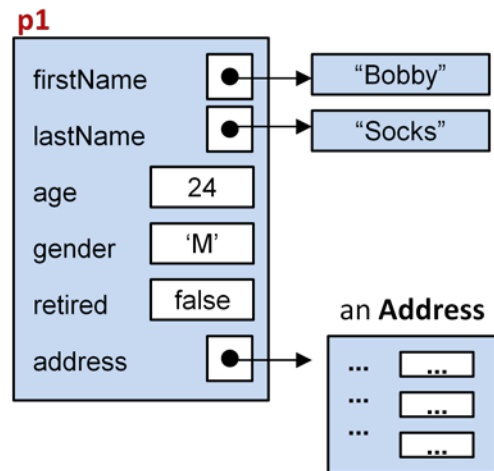 p1
firstName “Bobby”
lastName “Socks”
age 24
gender ‘M’
retired false
an Address
address
... ...
... ...
... ...